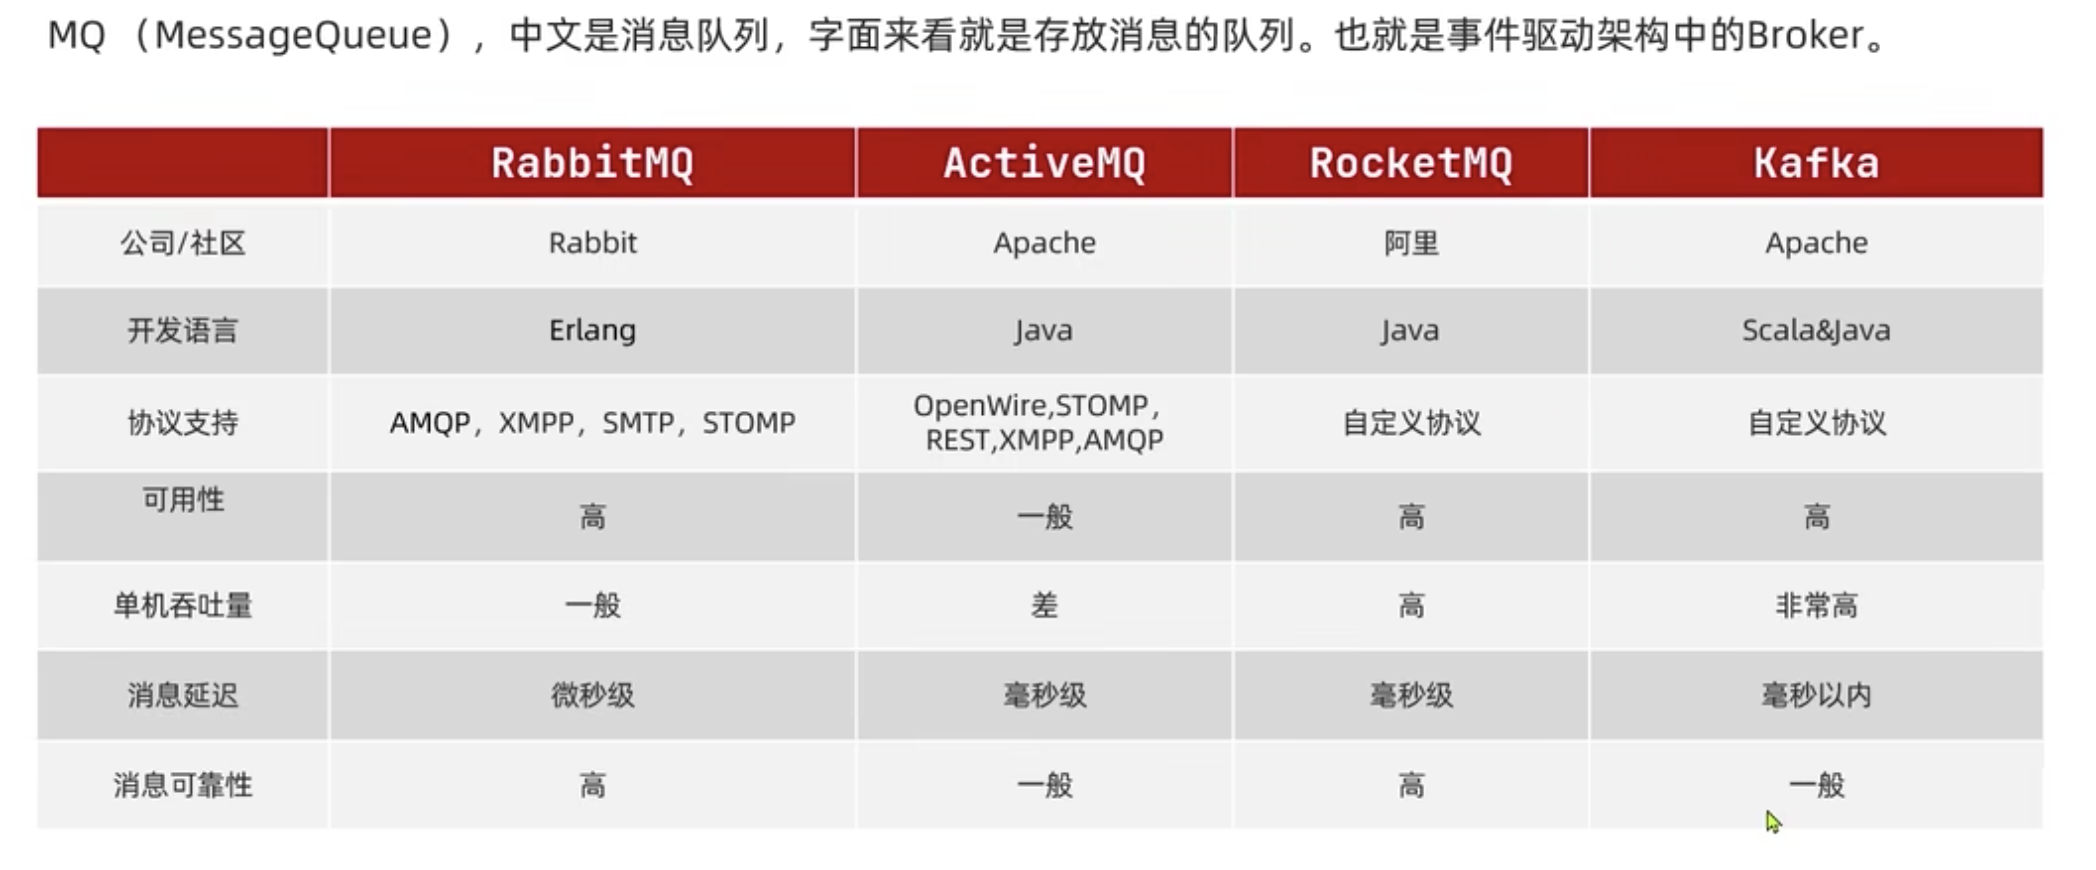 MQ （MessageQueue），中文是消息队列，字面来看就是存放消息的队列。也就是事件驱动架构中的Broker。
RabbitMQ ActiveMQ RocketMQ Kafka
公司/社区 Rabbit Apache 阿里 Apache
开发语言 Erlang Java Java Scala&Java
协议支持 AMQP，XMPP，SMTP，STOMP OpenWire,STOMP， 自定义协议 自定义协议
REST,XMPP,AMQP
可用性 高 一般 高 高
单机吞吐量 一般 差 高 非常高
消息延迟 微秒级 毫秒级 毫秒级 毫秒以内
消息可靠性 高 一般 高 一般